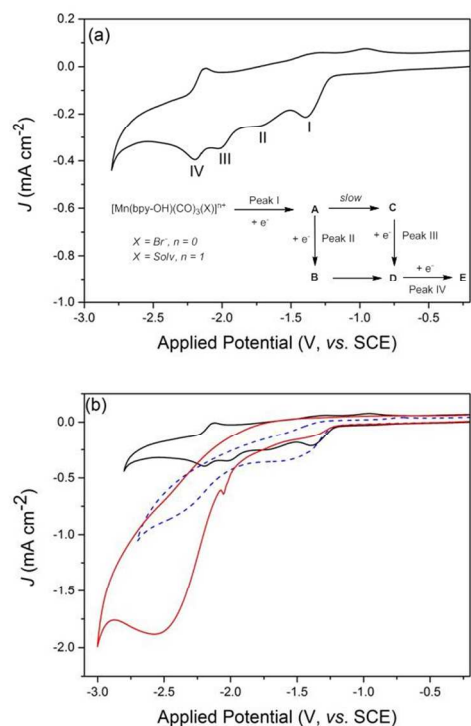 (a)
0.2
0.0
-0.2
-0.4
-0.6
-0.8
-1.0
J (mA cm⁻²)
I
II
III
IV
[Mn(bpy-OH)(CO)₃(X)]ⁿ⁺
Peak I
+ e⁻
A
slow
C
X = Br⁻, n = 0
X = Solv, n = 1
+ e⁻
Peak II
+ e⁻
Peak III
B
D
+ e⁻
Peak IV
E
-3.0 -2.5 -2.0 -1.5 -1.0 -0.5
Applied Potential (V, vs. SCE)
(b)
0.0
-0.5
-1.0
-1.5
-2.0
J (mA cm⁻²)
-3.0 -2.5 -2.0 -1.5 -1.0 -0.5
Applied Potential (V, vs. SCE)